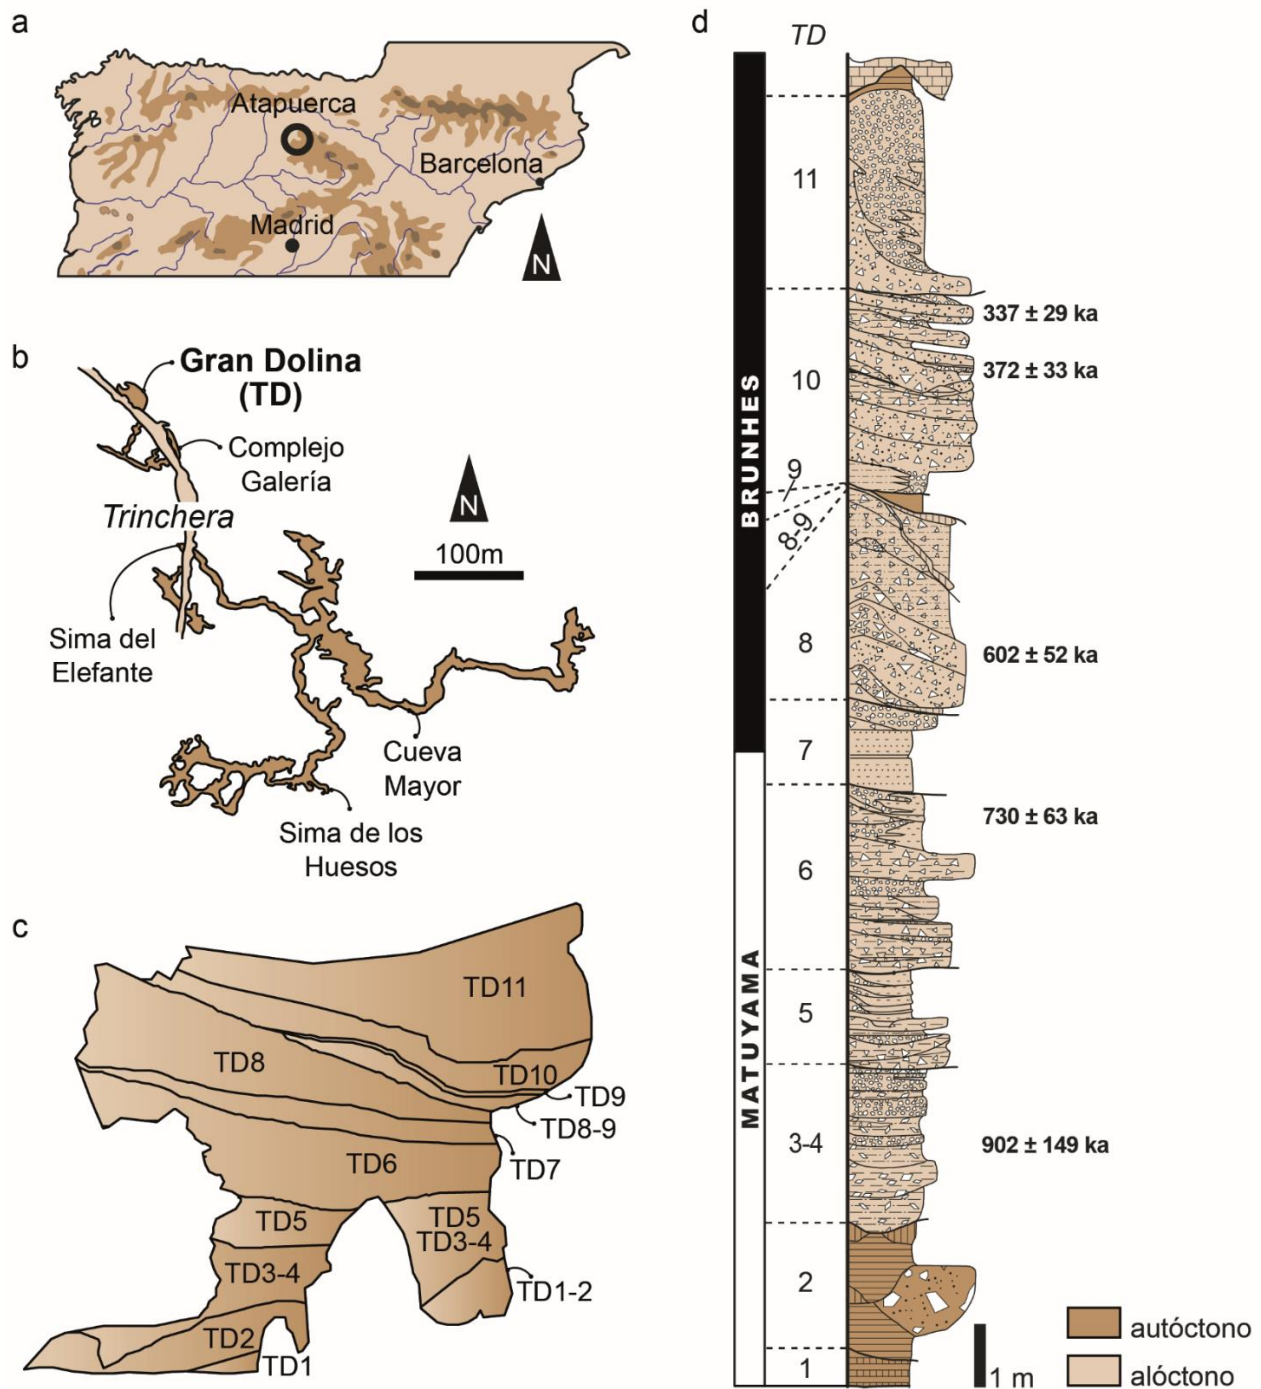 a
Atapuerca
Barcelona
Madrid
N
b
Gran Dolina
(TD)
Complejo
Galería
Trinchera
N
100m
Sima del
Elefante
Cueva
Mayor
Sima de los
Huesos
c
TD11
TD8
TD10
TD9
TD8-9
TD7
TD6
TD5
TD5
TD3-4
TD3-4
TD1-2
TD2
TD1
d
TD
BRUNHES
MATUYAMA
11
10
9
8-9
8
7
6
5
3-4
2
1
337 ± 29 ka
372 ± 33 ka
602 ± 52 ka
730 ± 63 ka
902 ± 149 ka
1 m
autóctono
alóctono